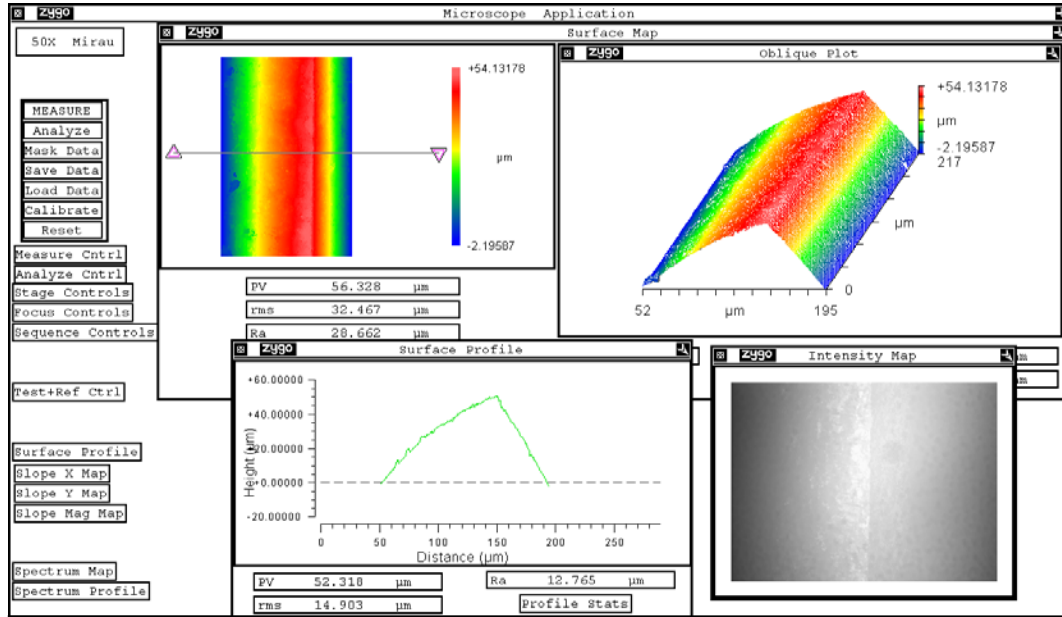 zygo Microscope Application
50X Mirau
MEASURE
Analyze
Mask Data
Save Data
Load Data
Calibrate
Reset
Measure Cntrl
Analyze Cntrl
Stage Controls
Focus Controls
Sequence Controls
Test+Ref Ctrl
Surface Profile
Slope X Map
Slope Y Map
Slope Mag Map
Spectrum Map
Spectrum Profile
zygo Surface Map
+54.13178
µm
-2.19587
PV 56.328 µm
rms 32.467 µm
Ra 28.662 µm
zygo Oblique Plot
+54.13178
µm
-2.19587
217
µm
0
52 µm 195
zygo Surface Profile
+60.00000
+40.00000
+20.00000
+0.00000
-20.00000
Height (µm)
0 50 100 150 200 250
Distance (µm)
PV 52.318 µm
rms 14.903 µm
Ra 12.765 µm
Profile Stats
zygo Intensity Map